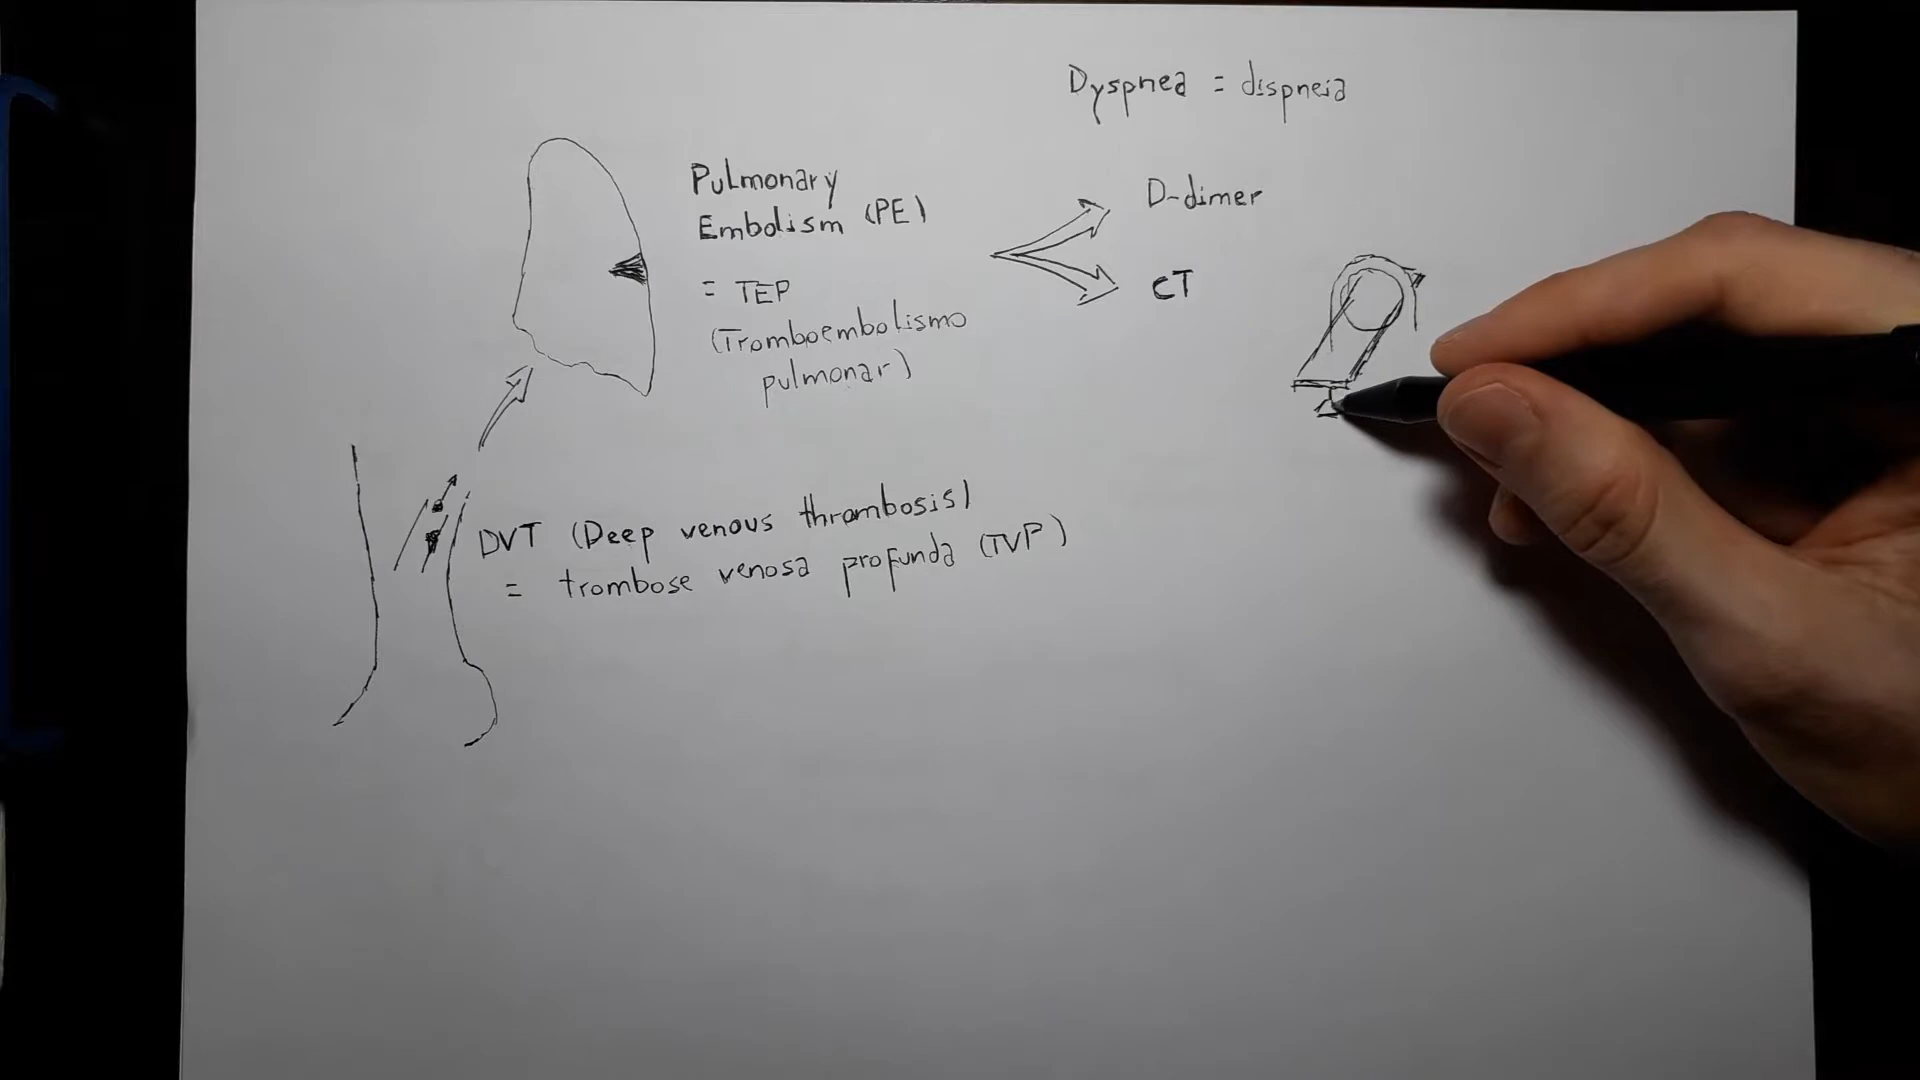 Dyspnea = dispneia
Pulmonary
Embolism (PE)
= TEP
(Tromboembolismo
pulmonar)
D-dimer
CT
DVT (Deep venous thrombosis)
= trombose venosa profunda (TVP)